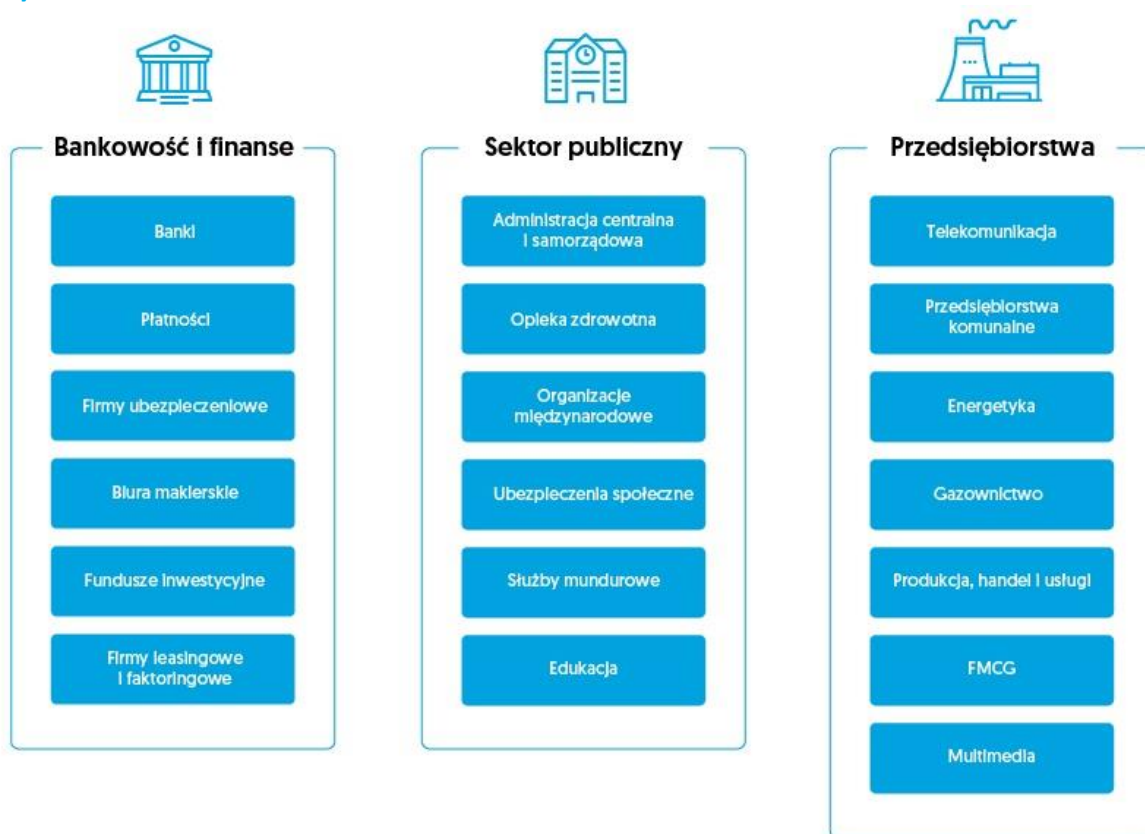 Bankowość i finanse
Banki
Płatności
Firmy ubezpieczeniowe
Biura maklerskie
Fundusze inwestycyjne
Firmy leasingowe
i faktoringowe
Sektor publiczny
Administracja centralna
i samorządowa
Opieka zdrowotna
Organizacje
międzynarodowe
Ubezpieczenia społeczne
Służby mundurowe
Edukacja
Przedsiębiorstwa
Telekomunikacja
Przedsiębiorstwa
komunalne
Energetyka
Gazownictwo
Produkcja, handel i usługi
FMCG
Multimedia